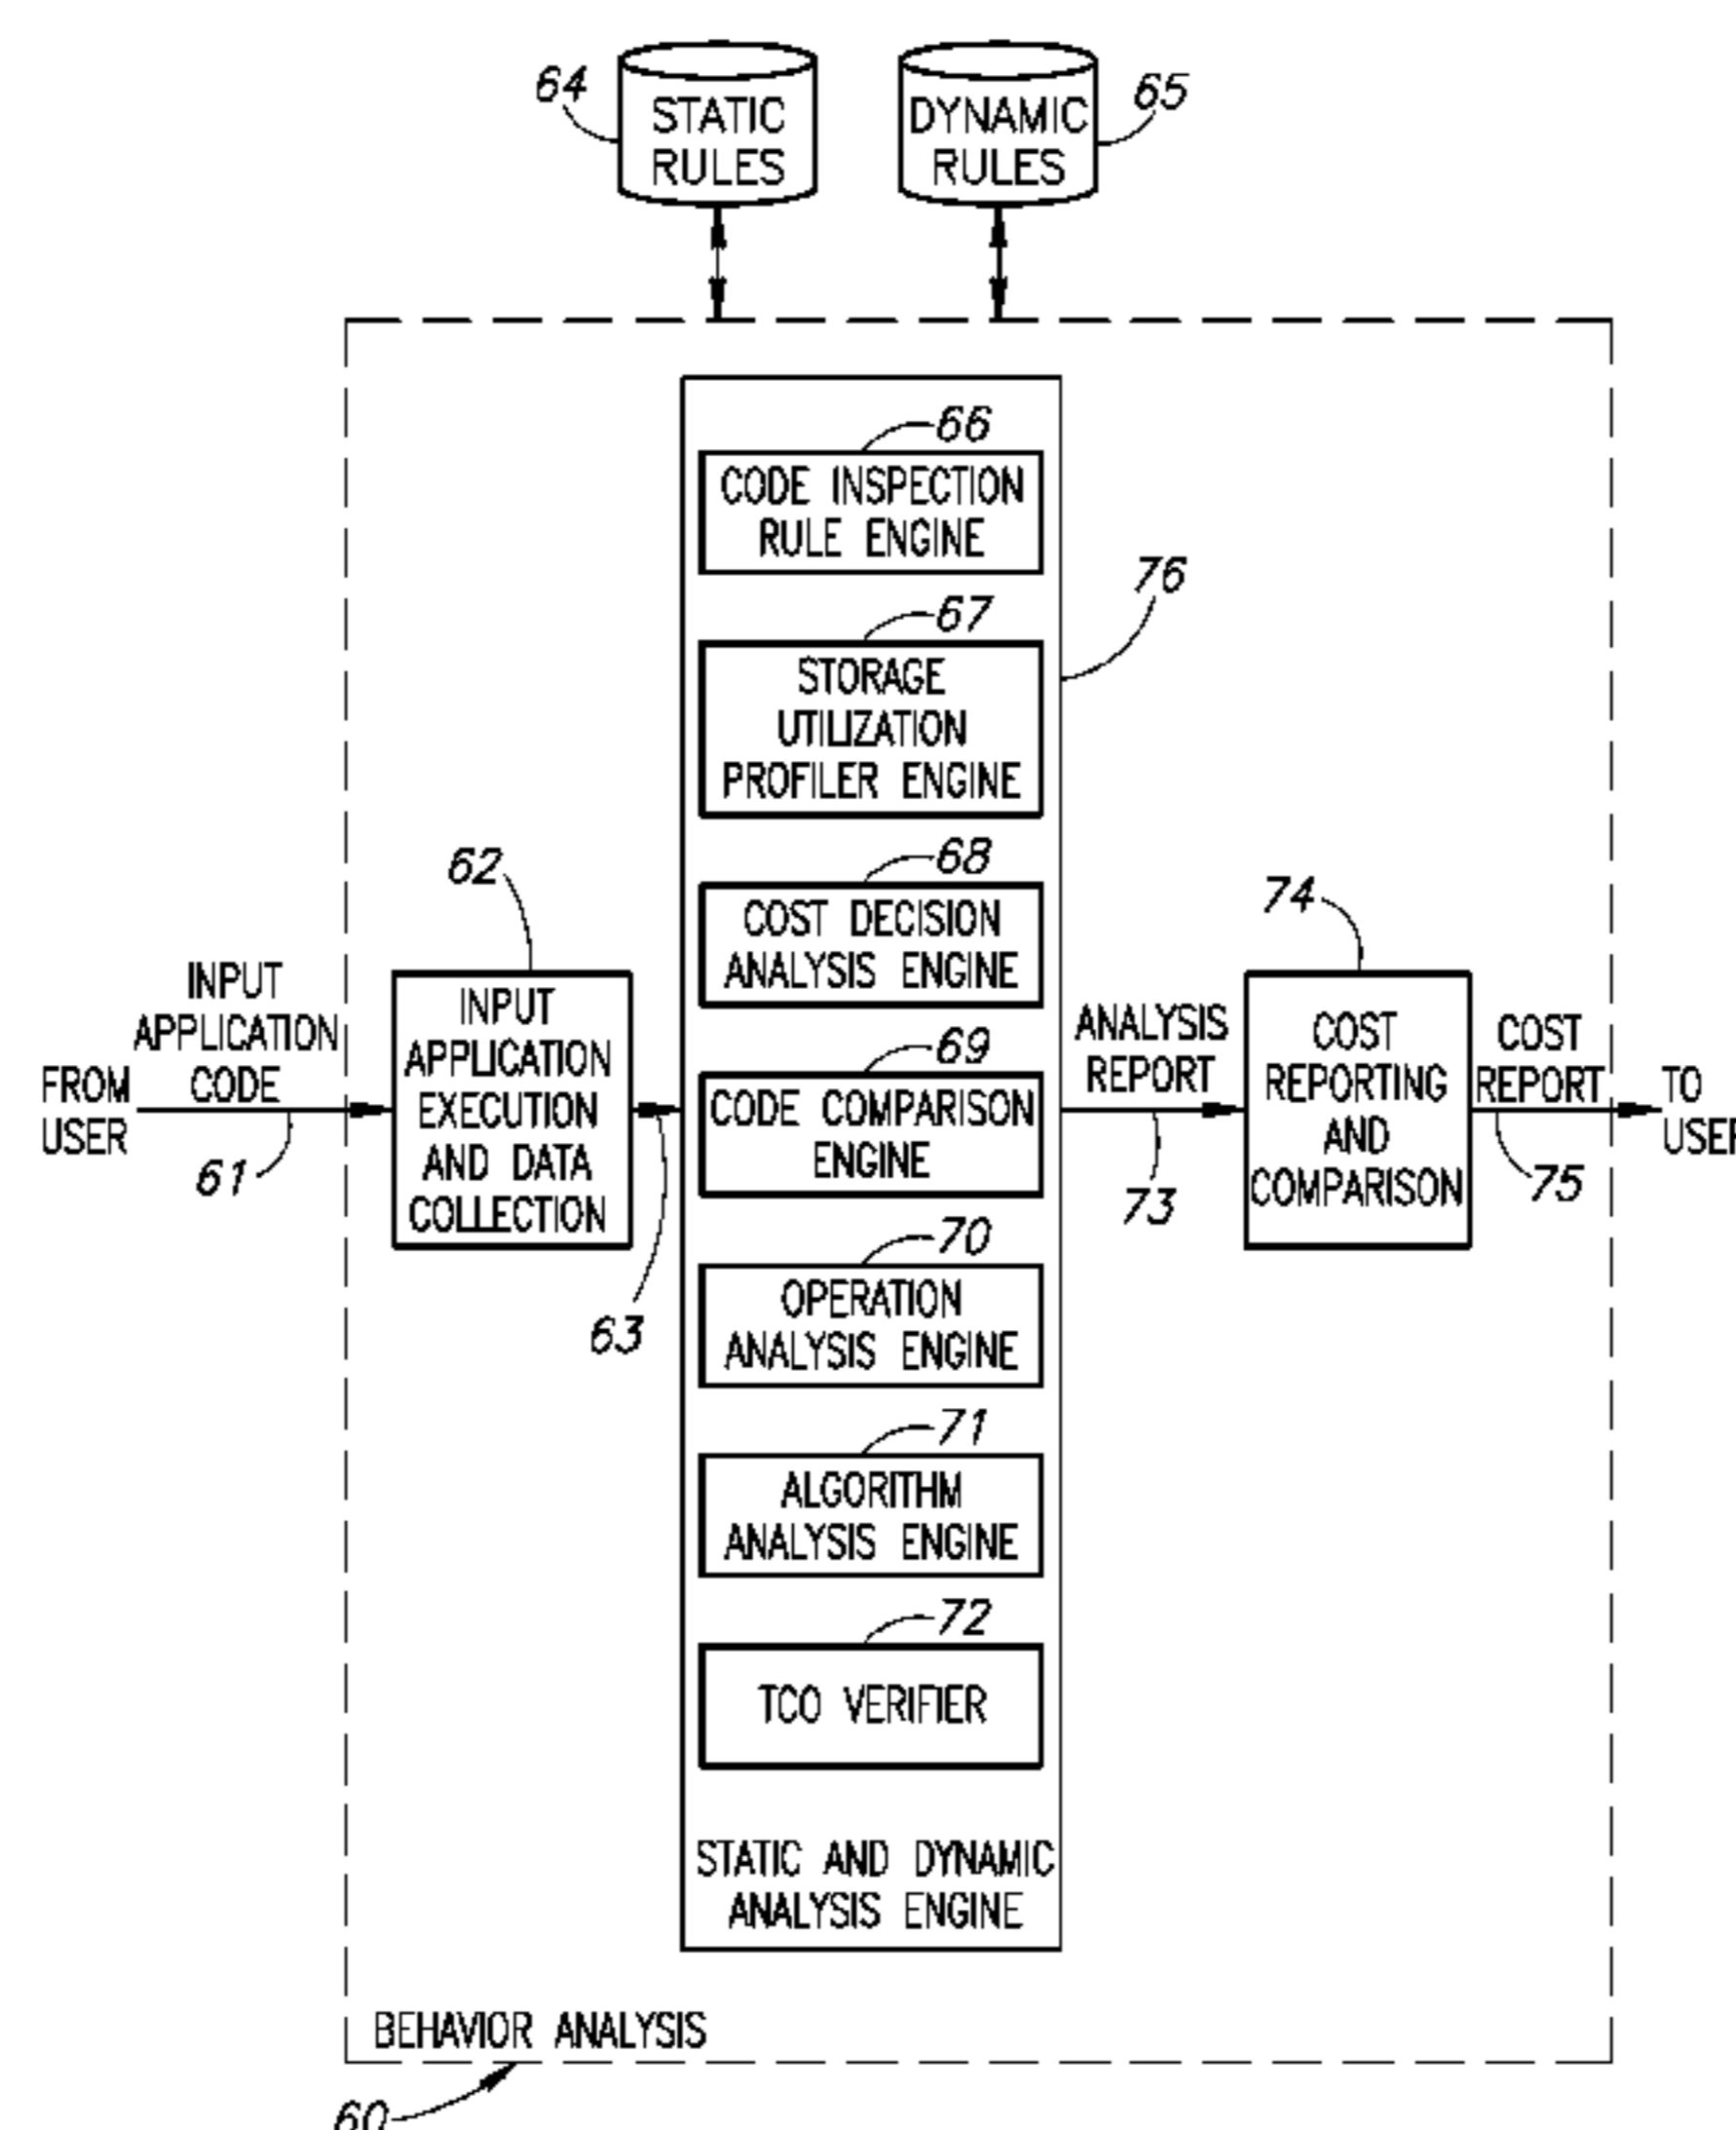 64
STATIC
RULES
DYNAMIC
RULES
65
66
CODE INSPECTION
RULE ENGINE
76
67
STORAGE
UTILIZATION
PROFILER ENGINE
68
COST DECISION
ANALYSIS ENGINE
62
74
FROM
USER
INPUT
APPLICATION
CODE
61
INPUT
APPLICATION
EXECUTION
AND DATA
COLLECTION
63
69
CODE COMPARISON
ENGINE
ANALYSIS
REPORT
73
COST
REPORTING
AND
COMPARISON
COST
REPORT
75
TO
USER
70
OPERATION
ANALYSIS ENGINE
71
ALGORITHM
ANALYSIS ENGINE
72
TCO VERIFIER
STATIC AND DYNAMIC
ANALYSIS ENGINE
BEHAVIOR ANALYSIS
60